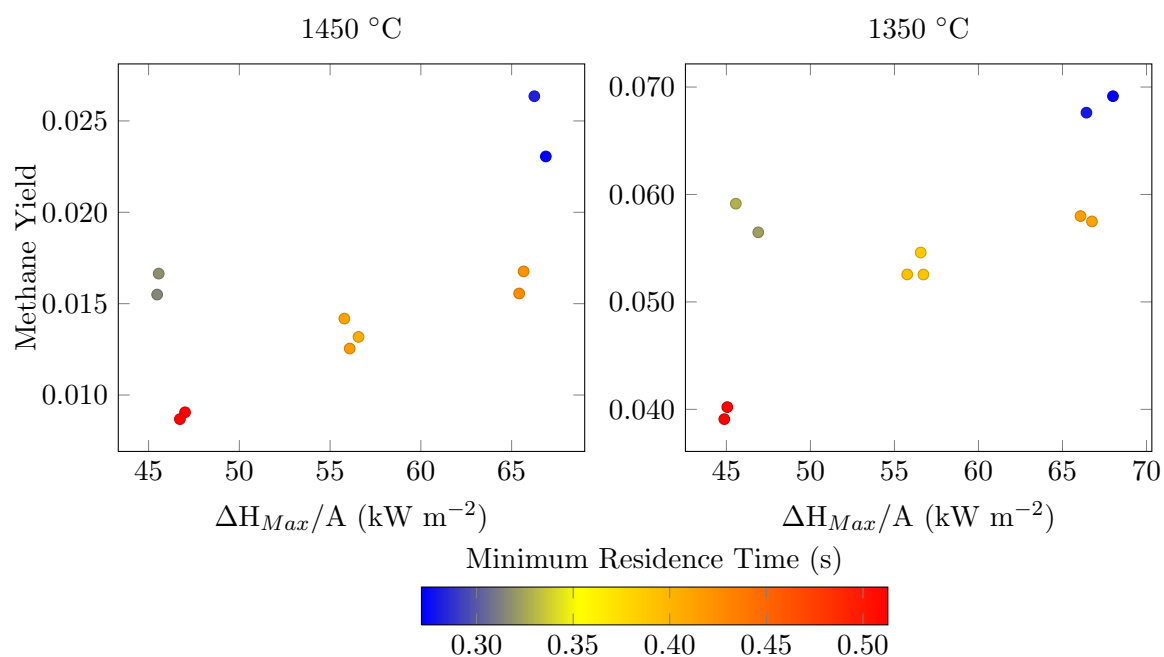 1450 °C
1350 °C
Methane Yield
0.025
0.020
0.015
0.010
45 50 55 60 65
ΔH_Max/A (kW m⁻²)
0.070
0.060
0.050
0.040
45 50 55 60 65 70
ΔH_Max/A (kW m⁻²)
Minimum Residence Time (s)
0.30 0.35 0.40 0.45 0.50